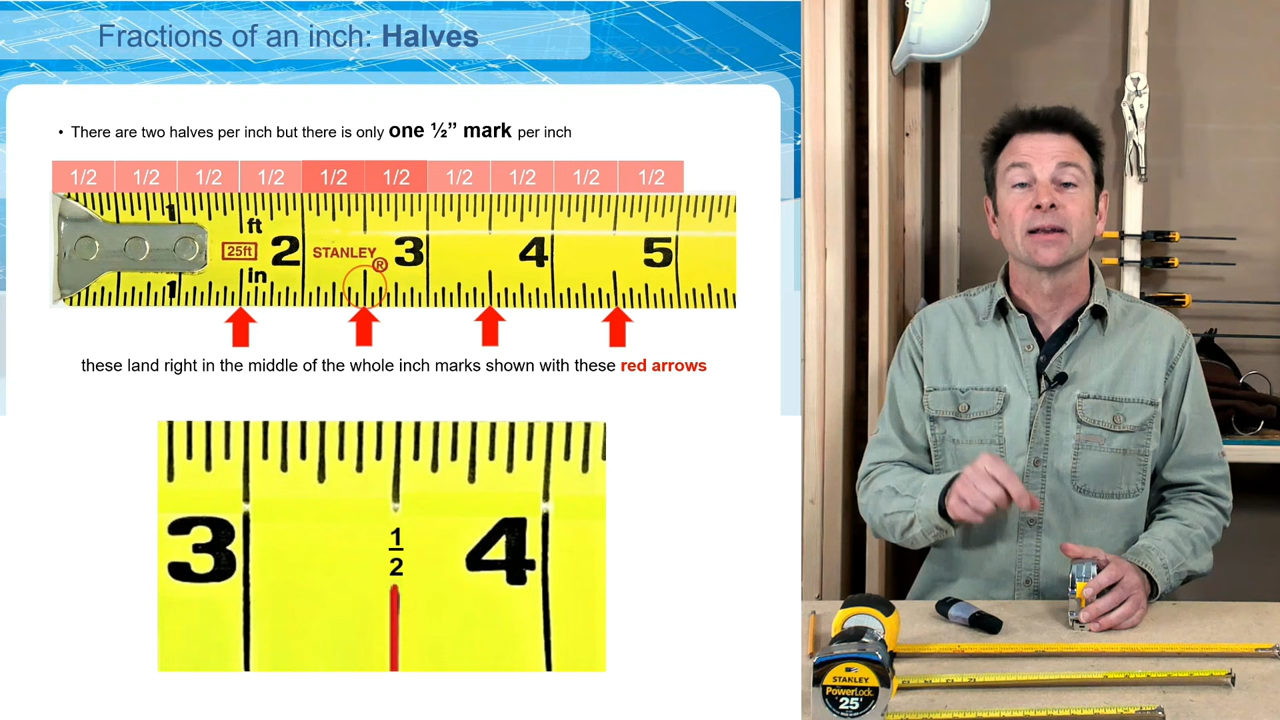 Fractions of an inch: Halves
• There are two halves per inch but there is only one ½” mark per inch
1/2 1/2 1/2 1/2 1/2 1/2 1/2 1/2 1/2 1/2
1
ft
25ft 2 STANLEY® 3 4 5
in
1
these land right in the middle of the whole inch marks shown with these red arrows
3 1/2 4
STANLEY
PowerLock
25'